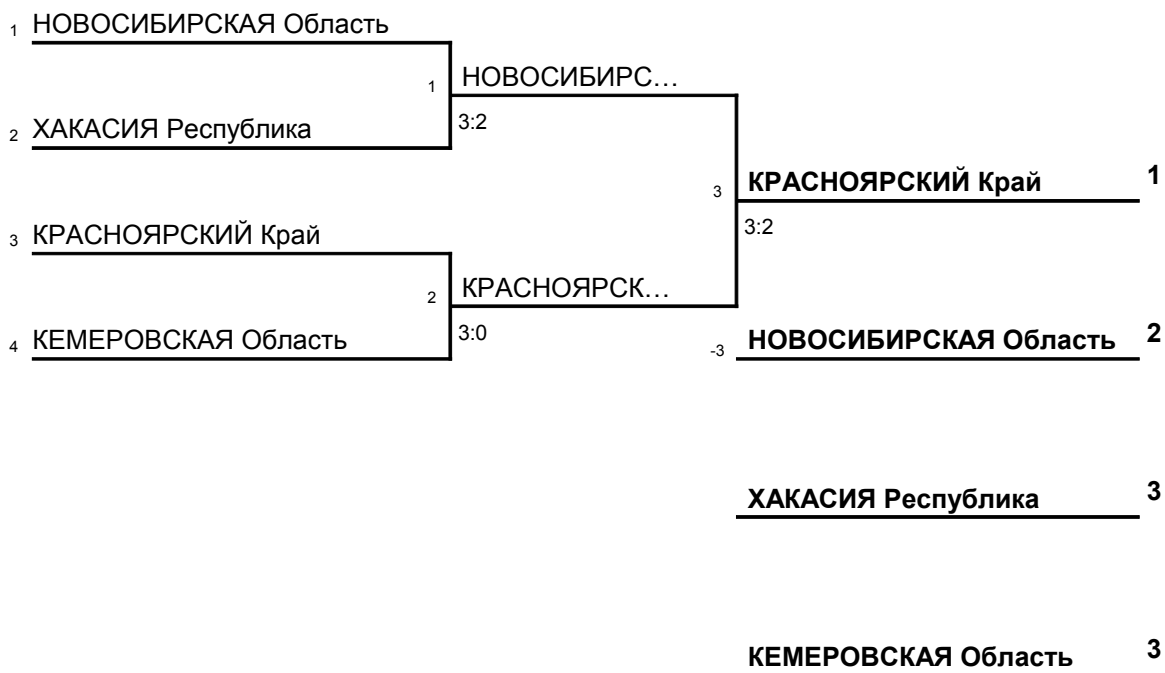 1 НОВОСИБИРСКАЯ Область
1 НОВОСИБИРС…
2 ХАКАСИЯ Республика
3:2
3 КРАСНОЯРСКИЙ Край 1
3 КРАСНОЯРСКИЙ Край
3:2
2 КРАСНОЯРСК…
4 КЕМЕРОВСКАЯ Область
3:0
-3 НОВОСИБИРСКАЯ Область 2
ХАКАСИЯ Республика 3
КЕМЕРОВСКАЯ Область 3